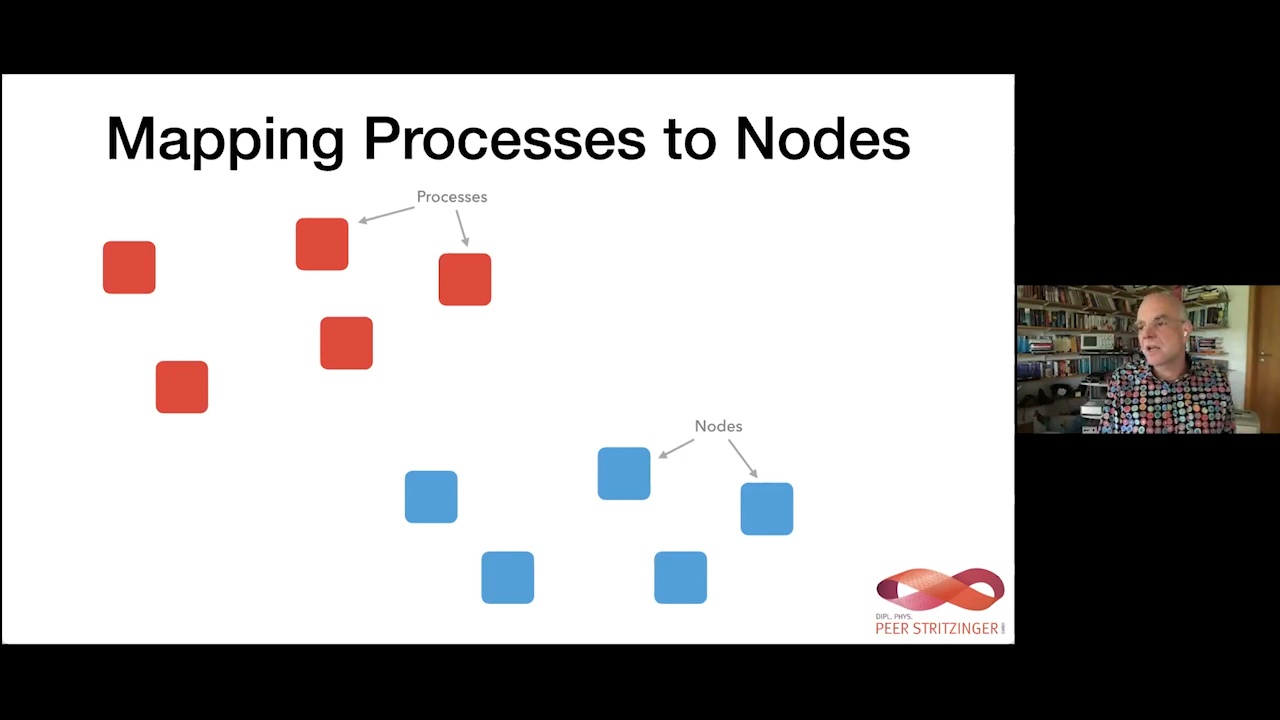 Mapping Processes to Nodes
Processes
Nodes
DIPL. PHYS.
PEER STRITZINGER